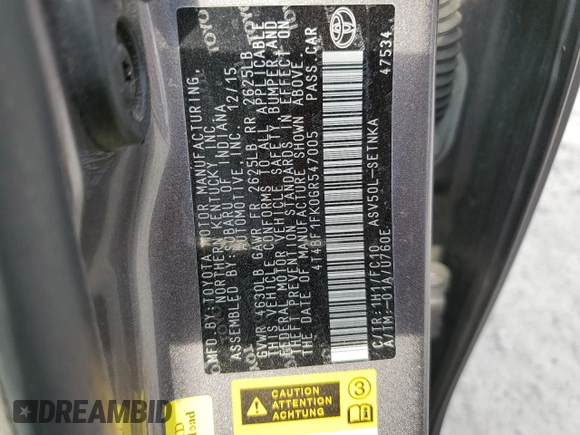 MFD. BY: TOYOTA MOTOR MANUFACTURING,
NORTHERN KENTUCKY, INC.
ASSEMBLED BY:SUBARU OF INDIANA
AUTOMOTIVE, INC. 12/15
GVWR 4630LB GAWR FR 2625LB RR 2625LB
THIS VEHICLE CONFORMS TO ALL APPLICABLE
FEDERAL MOTOR VEHICLE SAFETY, BUMPER,AND
THEFT PREVENTION STANDARDS IN EFFECT ON
THE DATE OF MANUFACTURE SHOWN ABOVE.
4T4BF1FK0GR547005 PASS.CAR
C/TR:1H1/FC10 ASV50L-SETNKA
A/TM:-01A/U760E 47534
CAUTION
ATTENTION
ACHTUNG
3
DREAMBID